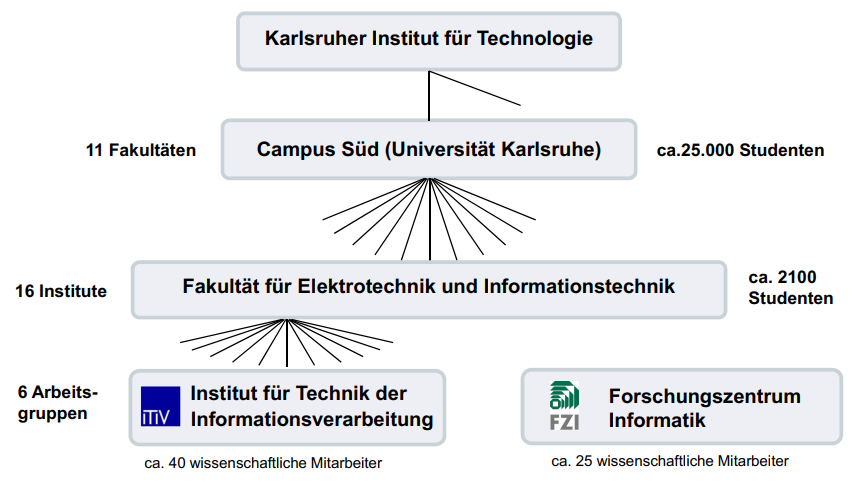 Karlsruher Institut für Technologie
11 Fakultäten
Campus Süd (Universität Karlsruhe)
ca.25.000 Studenten
16 Institute
Fakultät für Elektrotechnik und Informationstechnik
ca. 2100
Studenten
6 Arbeits-
gruppen
iTiV
Institut für Technik der
Informationsverarbeitung
FZI
Forschungszentrum
Informatik
ca. 40 wissenschaftliche Mitarbeiter
ca. 25 wissenschaftliche Mitarbeiter